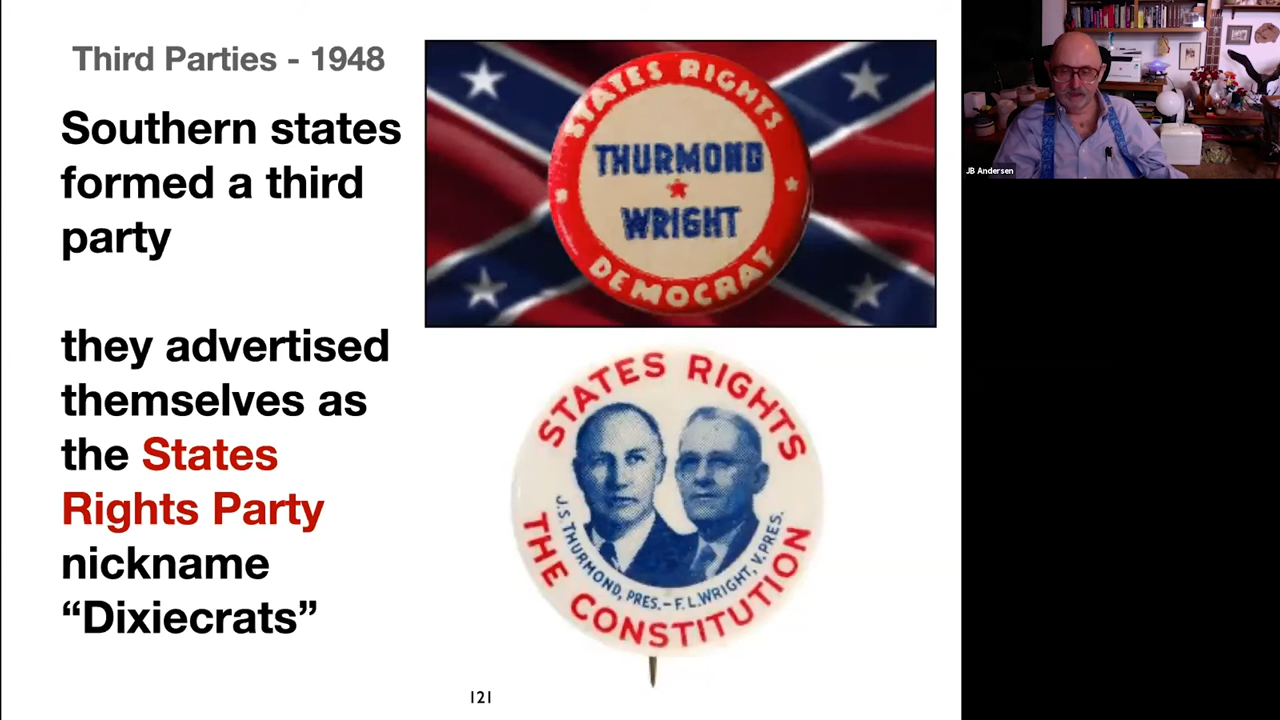 Third Parties - 1948
Southern states
formed a third
party
they advertised
themselves as
the States
Rights Party
nickname
“Dixiecrats”
STATES RIGHTS
THURMOND
WRIGHT
DEMOCRAT
STATES RIGHTS
J.S. THURMOND, PRES.–F.L. WRIGHT, V. PRES.
THE CONSTITUTION
121
JB Andersen